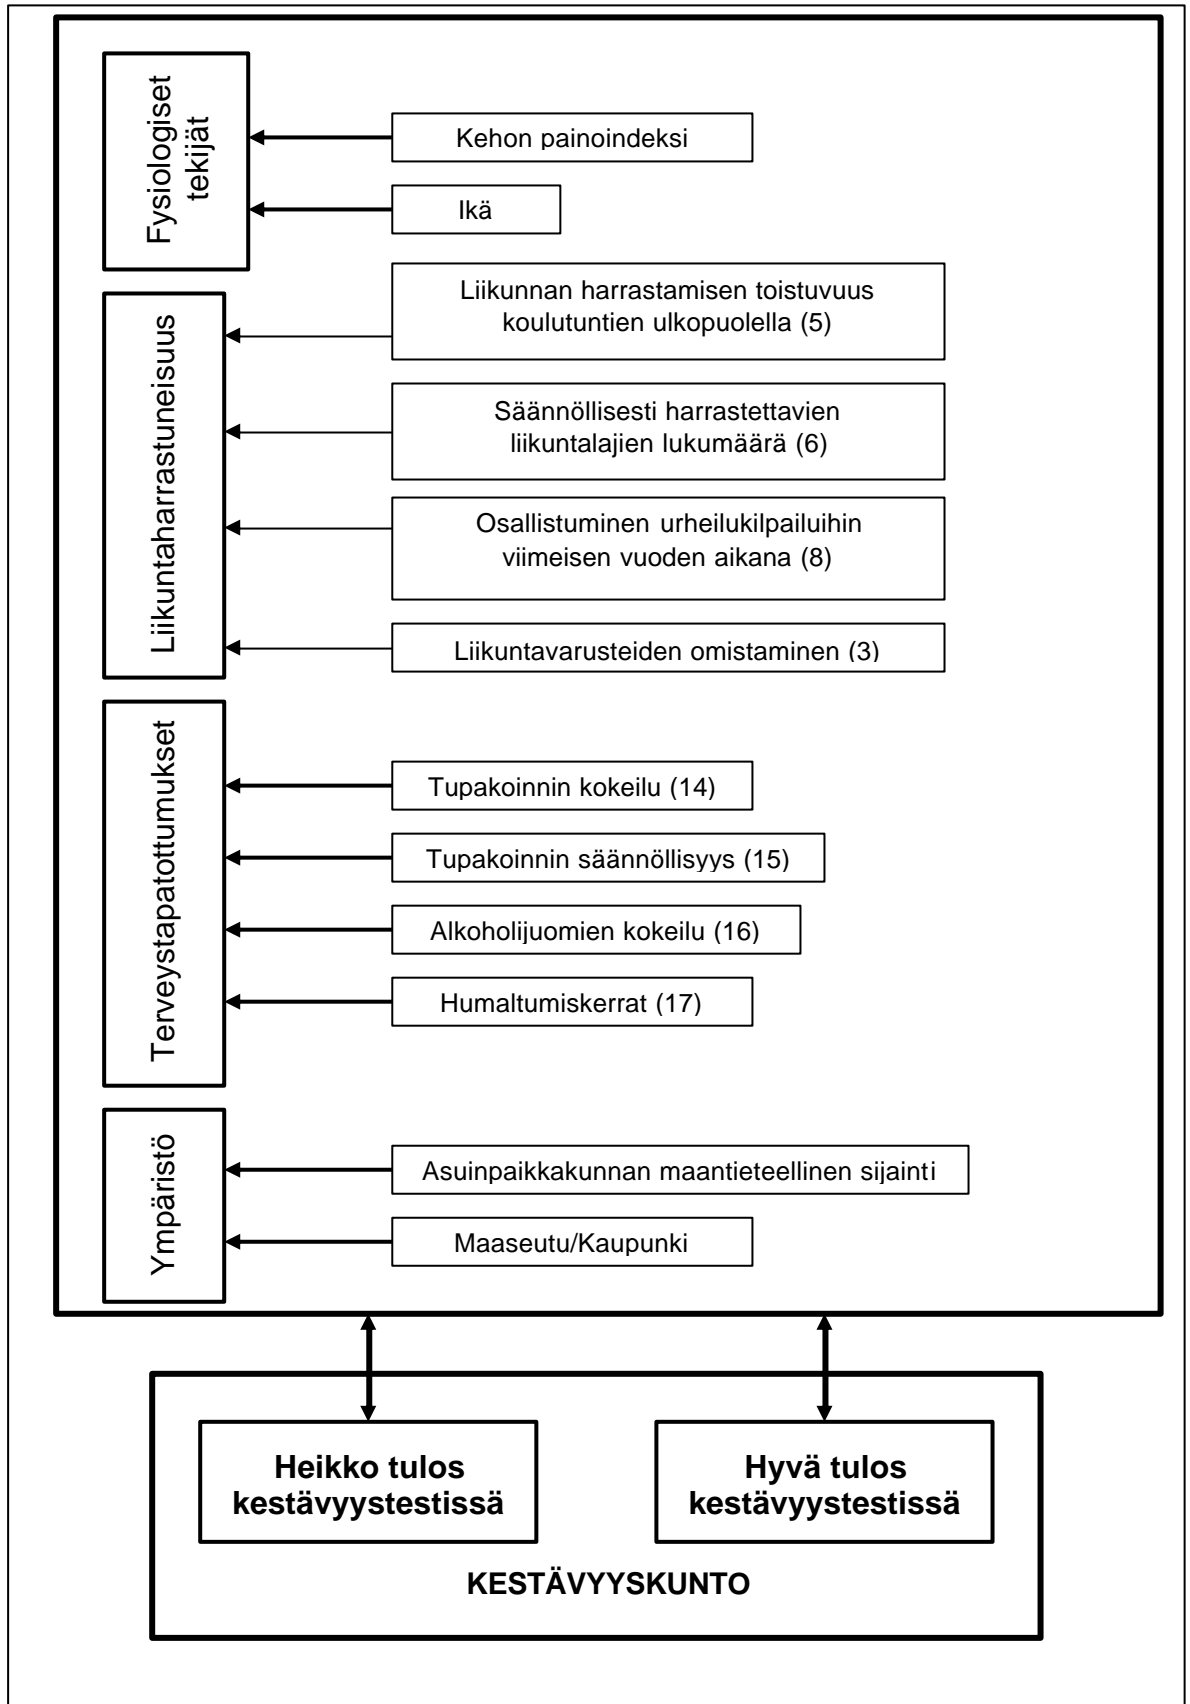 Fysiologiset
tekijät
Kehon painoindeksi
Ikä
Liikuntaharrastuneisuus
Liikunnan harrastamisen toistuvuus
koulutuntien ulkopuolella (5)
Säännöllisesti harrastettavien
liikuntalajien lukumäärä (6)
Osallistuminen urheilukilpailuihin
viimeisen vuoden aikana (8)
Liikuntavarusteiden omistaminen (3)
Terveystapatottumukset
Tupakoinnin kokeilu (14)
Tupakoinnin säännöllisyys (15)
Alkoholijuomien kokeilu (16)
Humaltumiskerrat (17)
Ympäristö
Asuinpaikkakunnan maantieteellinen sijainti
Maaseutu/Kaupunki
Heikko tulos
kestävyystestissä
Hyvä tulos
kestävyystestissä
KESTÄVYYSKUNTO